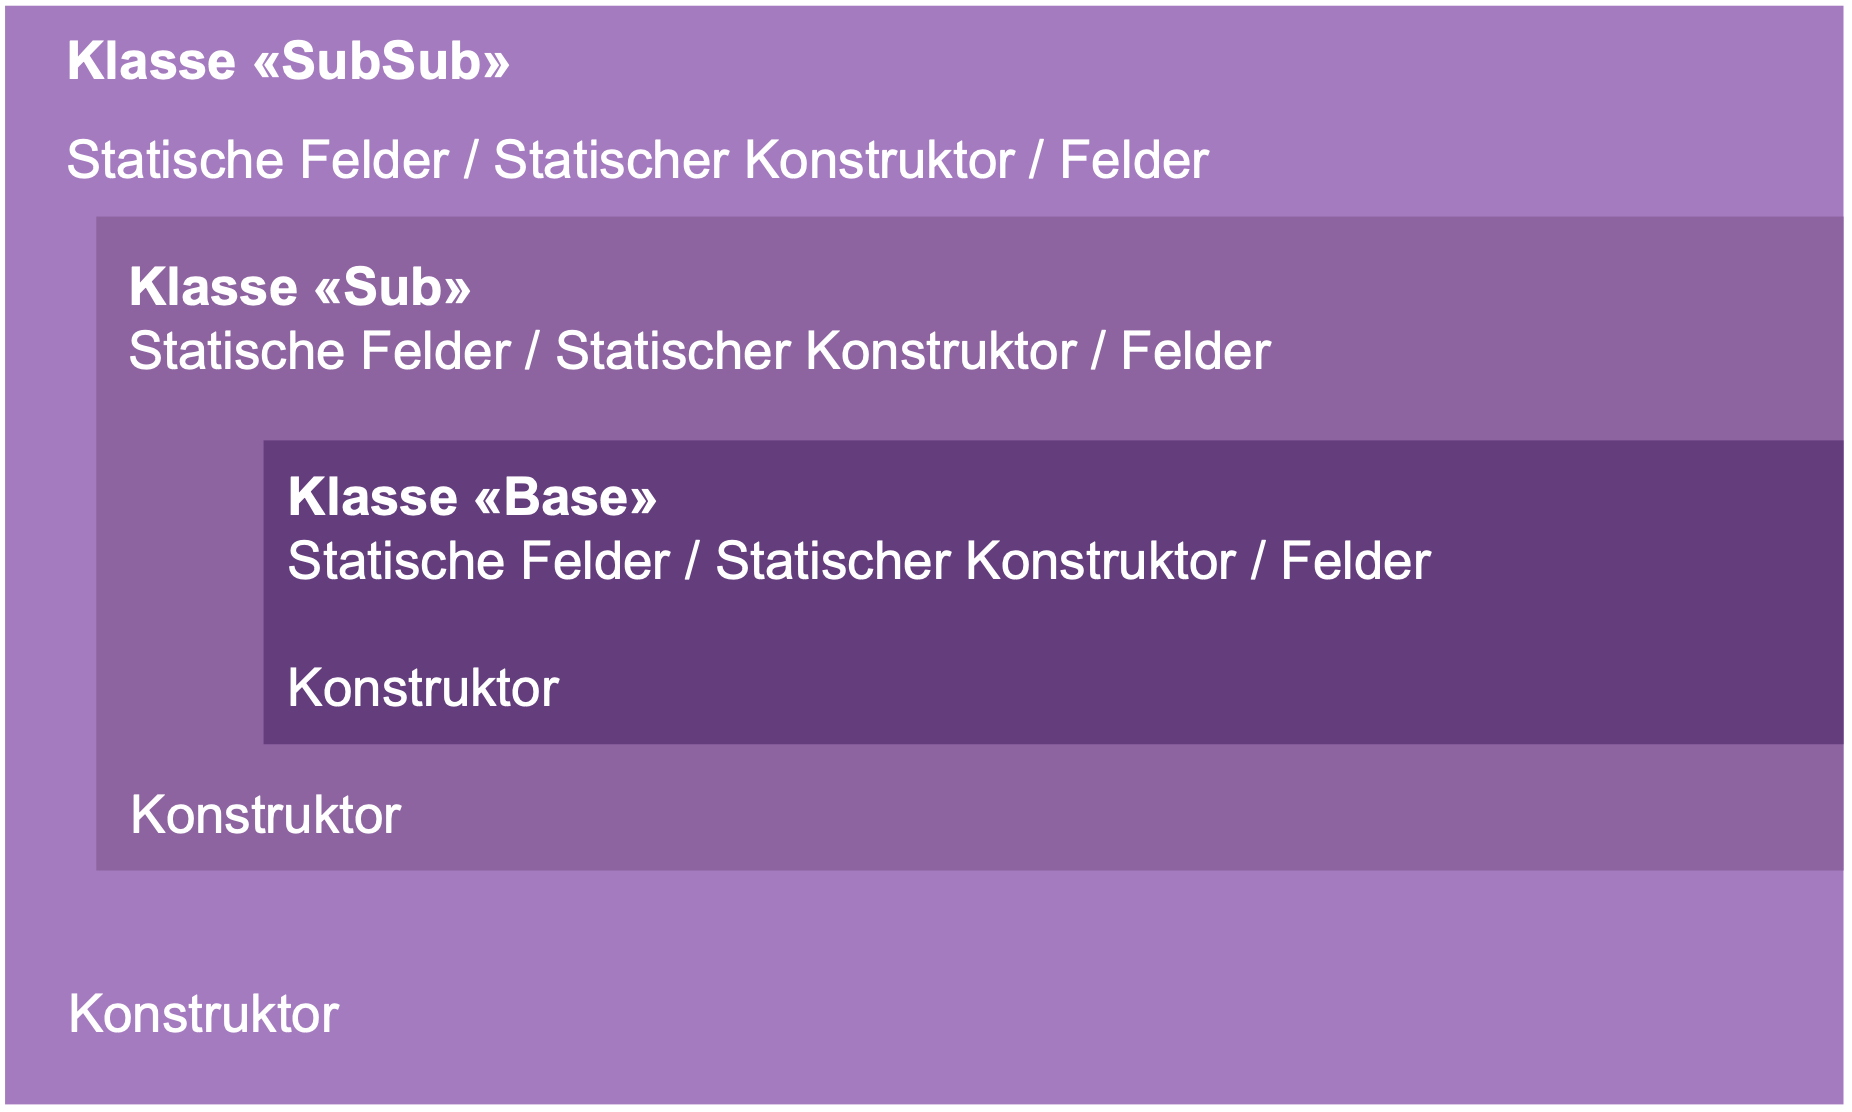 Klasse «SubSub»
Statische Felder / Statischer Konstruktor / Felder
Klasse «Sub»
Statische Felder / Statischer Konstruktor / Felder
Klasse «Base»
Statische Felder / Statischer Konstruktor / Felder
Konstruktor
Konstruktor
Konstruktor